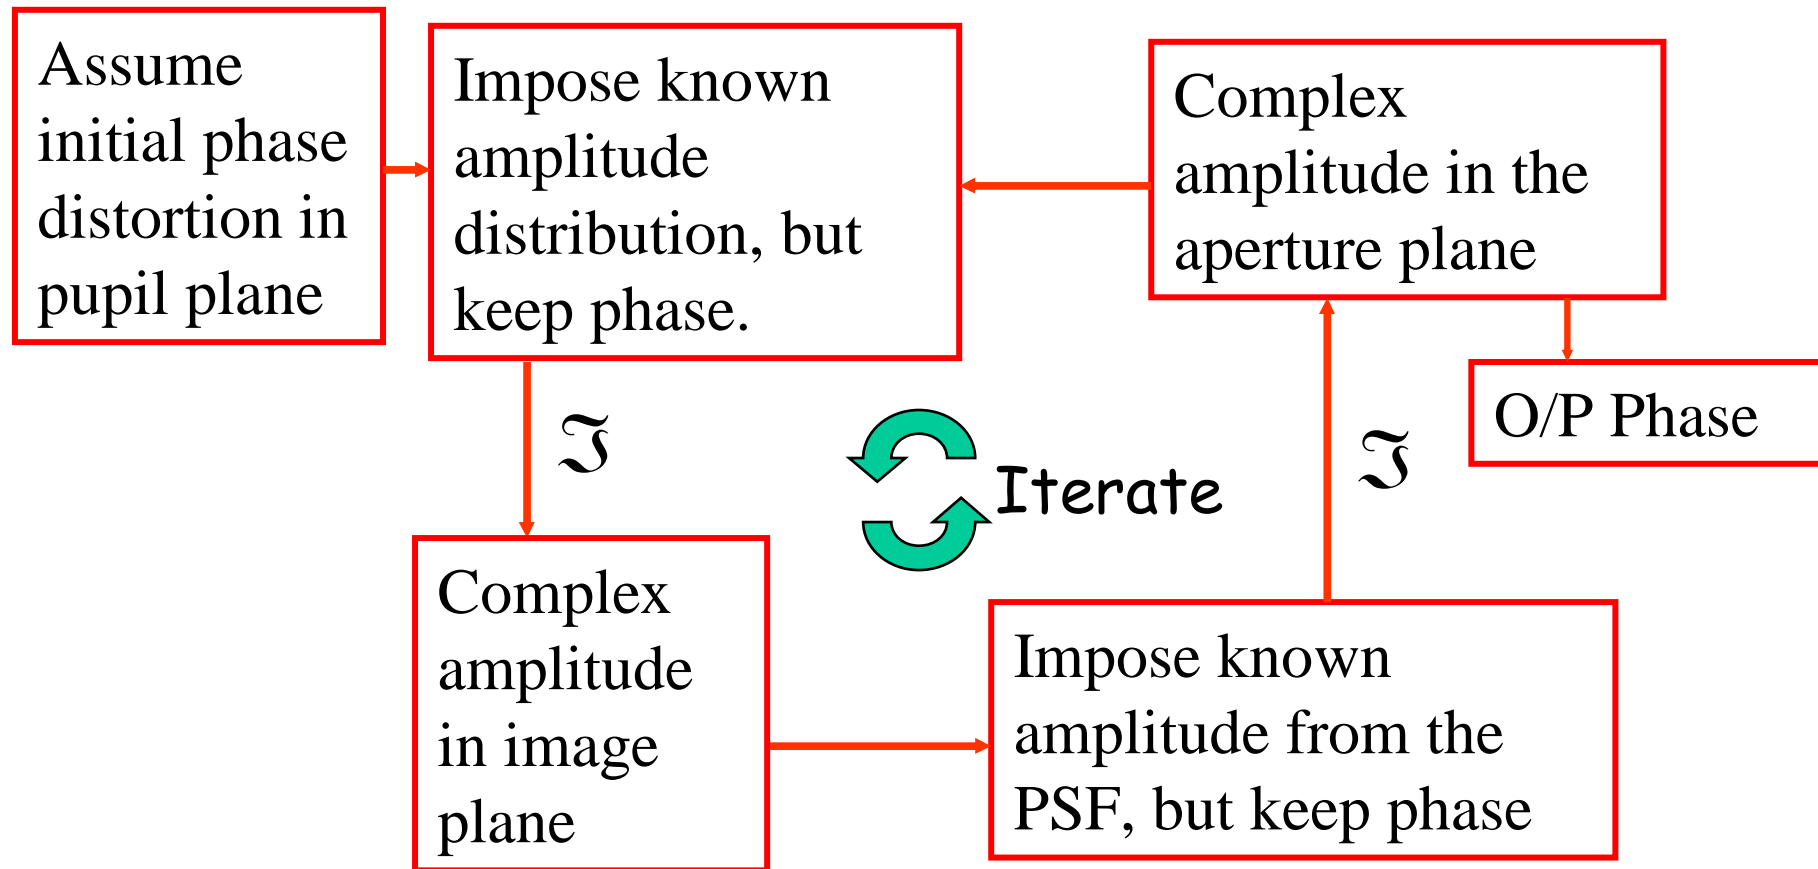 Assume
initial phase
distortion in
pupil plane
Impose known
amplitude
distribution, but
keep phase.
Complex
amplitude in the
aperture plane
O/P Phase
ℑ
ℑ
Iterate
Complex
amplitude
in image
plane
Impose known
amplitude from the
PSF, but keep phase